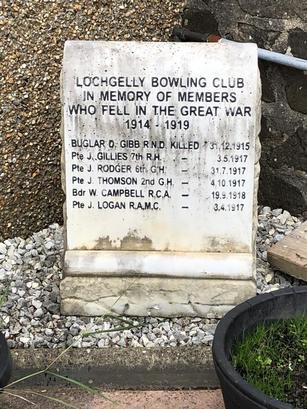 LOCHGELLY BOWLING CLUB
IN MEMORY OF MEMBERS
WHO FELL IN THE GREAT WAR
1914 - 1919
BUGLAR D. GIBB R.N.D. KILLED - 31.12.1915
Pte J. GILLIES 7th R.H. - 3.5.1917
Pte J. RODGER 6th G.H. - 31.7.1917
Pte J. THOMSON 2nd G.H. - 4.10.1917
Bdr W. CAMPBELL R.C.A. - 19.9.1918
Pte J. LOGAN R.A.M.C. - 3.4.1917